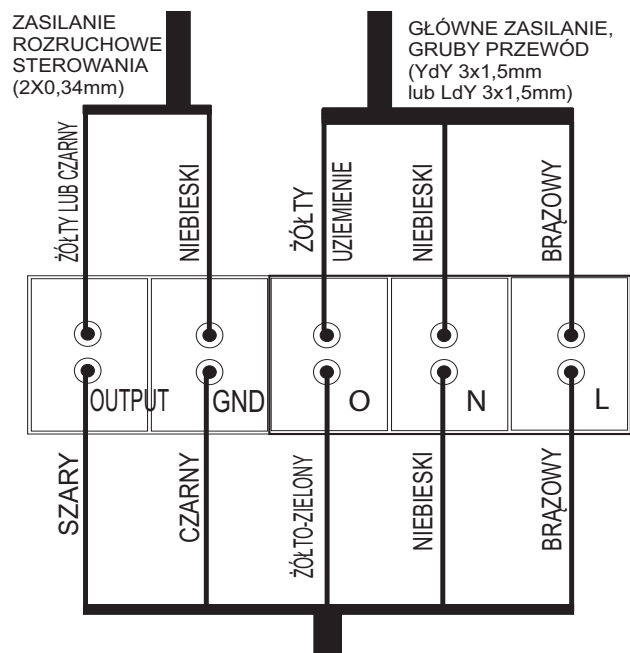 ZASILANIE
ROZRUCHOWE
STEROWANIA
(2X0,34mm)
GŁÓWNE ZASILANIE,
GRUBY PRZEWÓD
(YdY 3x1,5mm
lub LdY 3x1,5mm)
ŻÓŁTY LUB CZARNY
NIEBIESKI
ŻÓŁTY
UZIEMIENIE
NIEBIESKI
BRĄZOWY
OUTPUT
GND
O
N
L
SZARY
CZARNY
ŻÓŁTO-ZIELONY
NIEBIESKI
BRĄZOWY